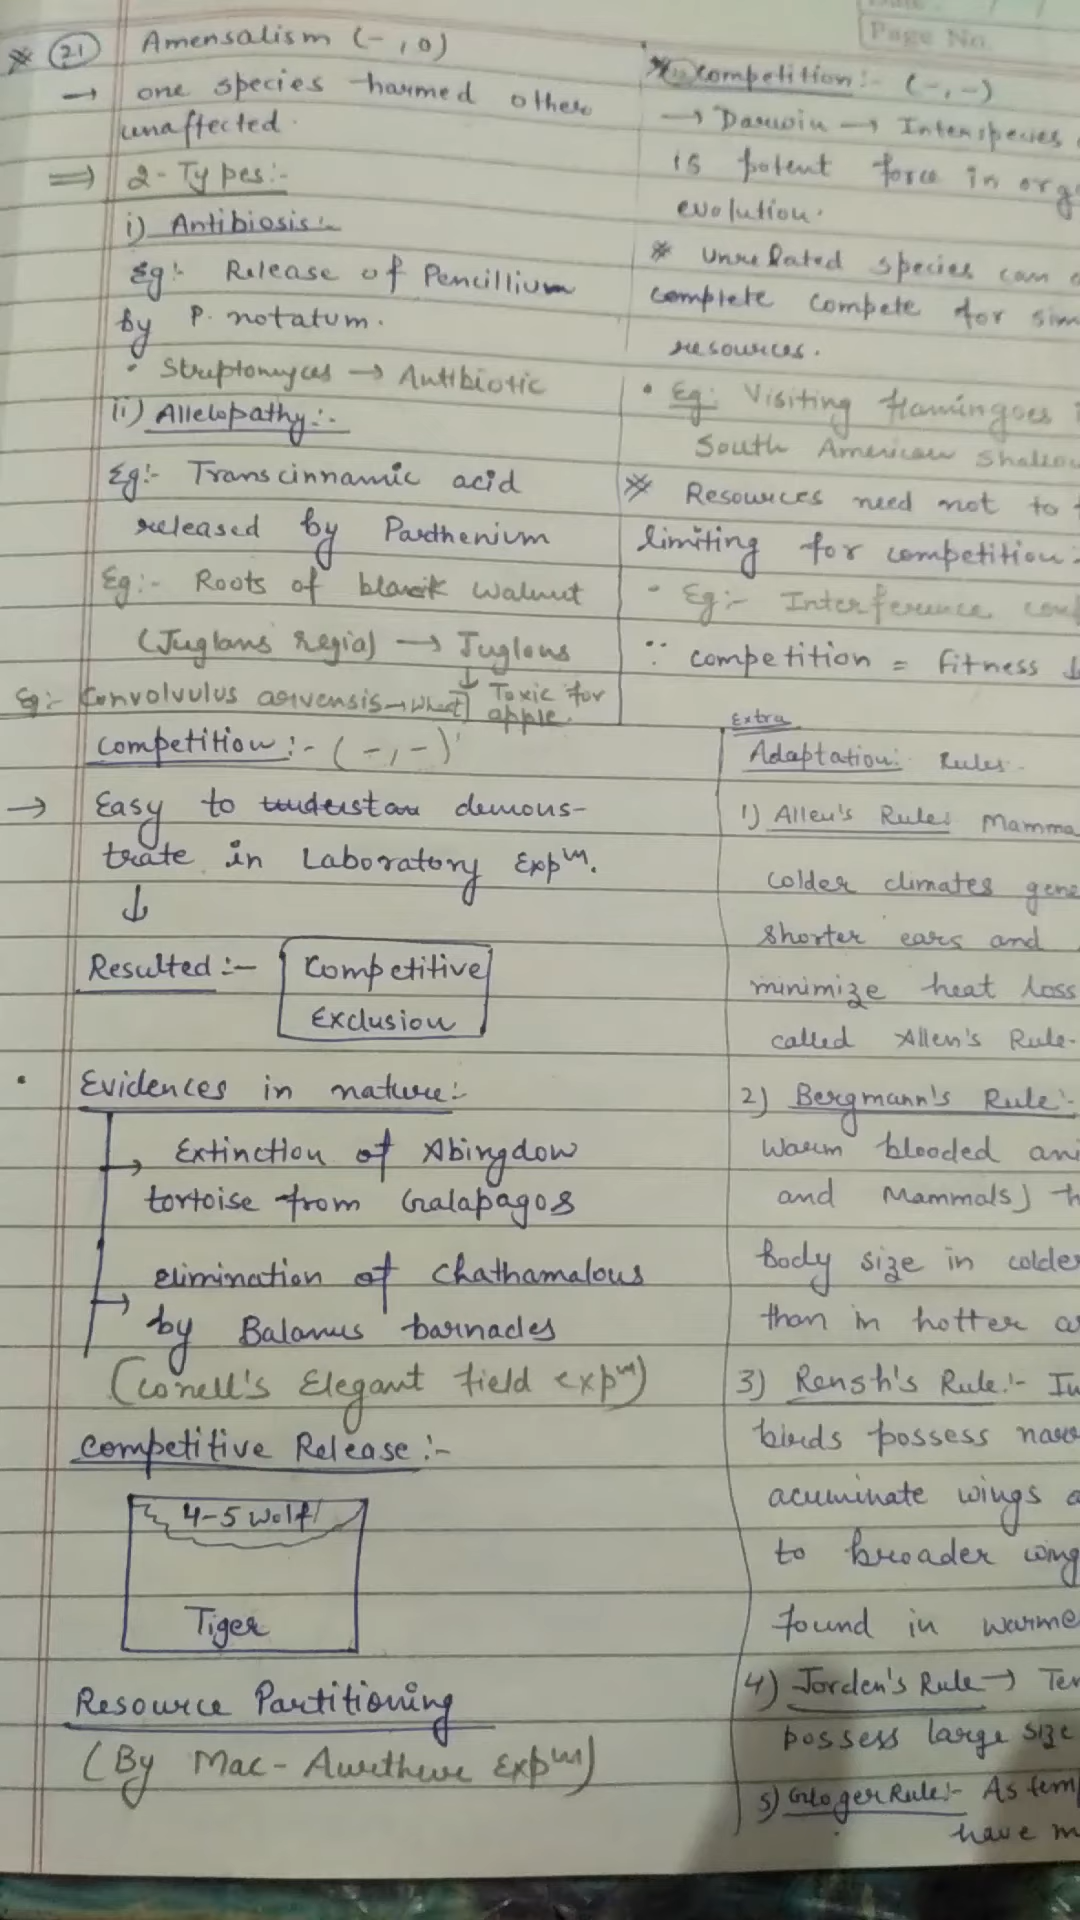 Page No.
21 Amensalism (-,0)
→ one species harmed others
unaffected.
⇒ 2-Types:-
i) Antibiosis:-
Eg:- Release of Pencillium
by P. notatum.
• Streptomyces → Antibiotic
ii) Allelopathy:-
Eg:- Transcinnamic acid
released by Parthenium
Eg:- Roots of black walnut
(Juglans regia) → Juglons
↓ Toxic for
apple.
Eg:- Convolvulus arvensis → wheat
Competition:- (-,-)
→ Darwin → Interspecies
is potent force in
evolution.
* Unrelated species can
complete compete for
resources.
• Eg: Visiting flamingoes
South American
* Resources need not to
limiting for competition:
• Eg:- Interference
∴ competition = fitness ↓
Competition:- (-,-)
→ Easy to understan demons-
trate in Laboratory Expm.
↓
Resulted:- Competitive
Exclusion
• Evidences in nature:-
→ Extinction of Abingdow
tortoise from Galapagos
→ elimination of Chathamalous
by Balanus barnacles
(Conell's Elegant field expm)
Competitive Release:-
4-5 Wolf
Tiger
Resource Partitioning
(By Mac-Aurthure Expm)
Extra
Adaptation: Rules-
1) Allen's Rule:
colder climates
shorter ears and
minimize heat loss
called Allen's Rule-
2) Bergmann's Rule:-
warm blooded
and Mammals)
body size in
than in hotter
3) Rensh's Rule:- In
birds possess
acuminate wings
to broader
found in
4) Jorden's Rule →
possess large size
5) Gloger Rule:- As
have